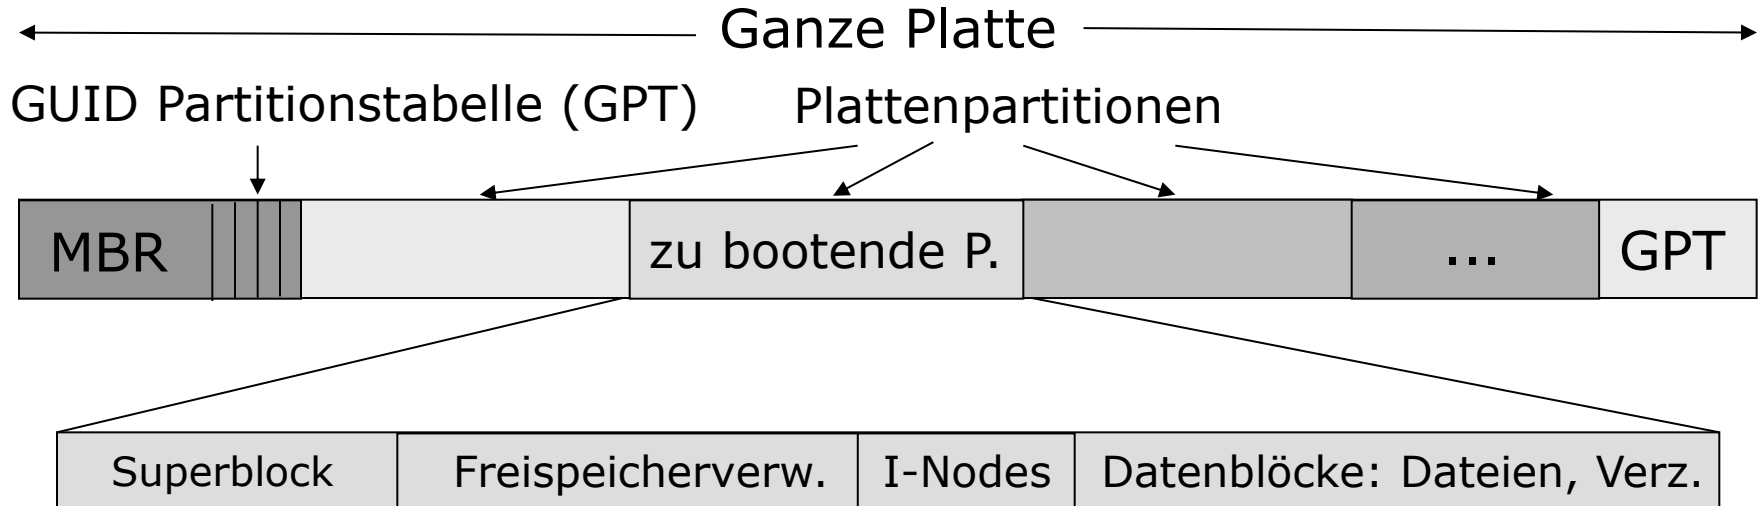 Ganze Platte
GUID Partitionstabelle (GPT) Plattenpartitionen
MBR zu bootende P. ... GPT
Superblock Freispeicherverw. I-Nodes Datenblöcke: Dateien, Verz.